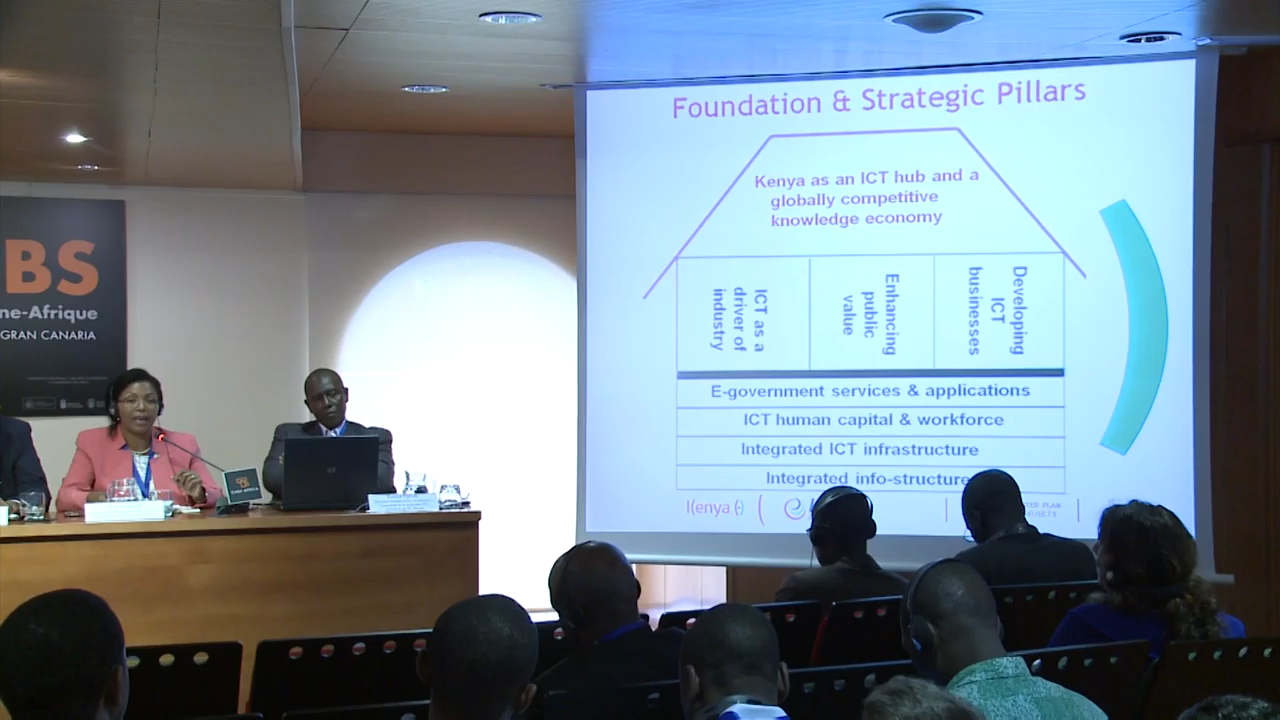 Foundation & Strategic Pillars
Kenya as an ICT hub and a
globally competitive
knowledge economy
ICT as a
driver of
industry
Enhancing
public
value
Developing
ICT
businesses
E-government services & applications
ICT human capital & workforce
Integrated ICT infrastructure
Integrated info-structure
BS
ne-Afrique
GRAN CANARIA
CASA ÁFRICA